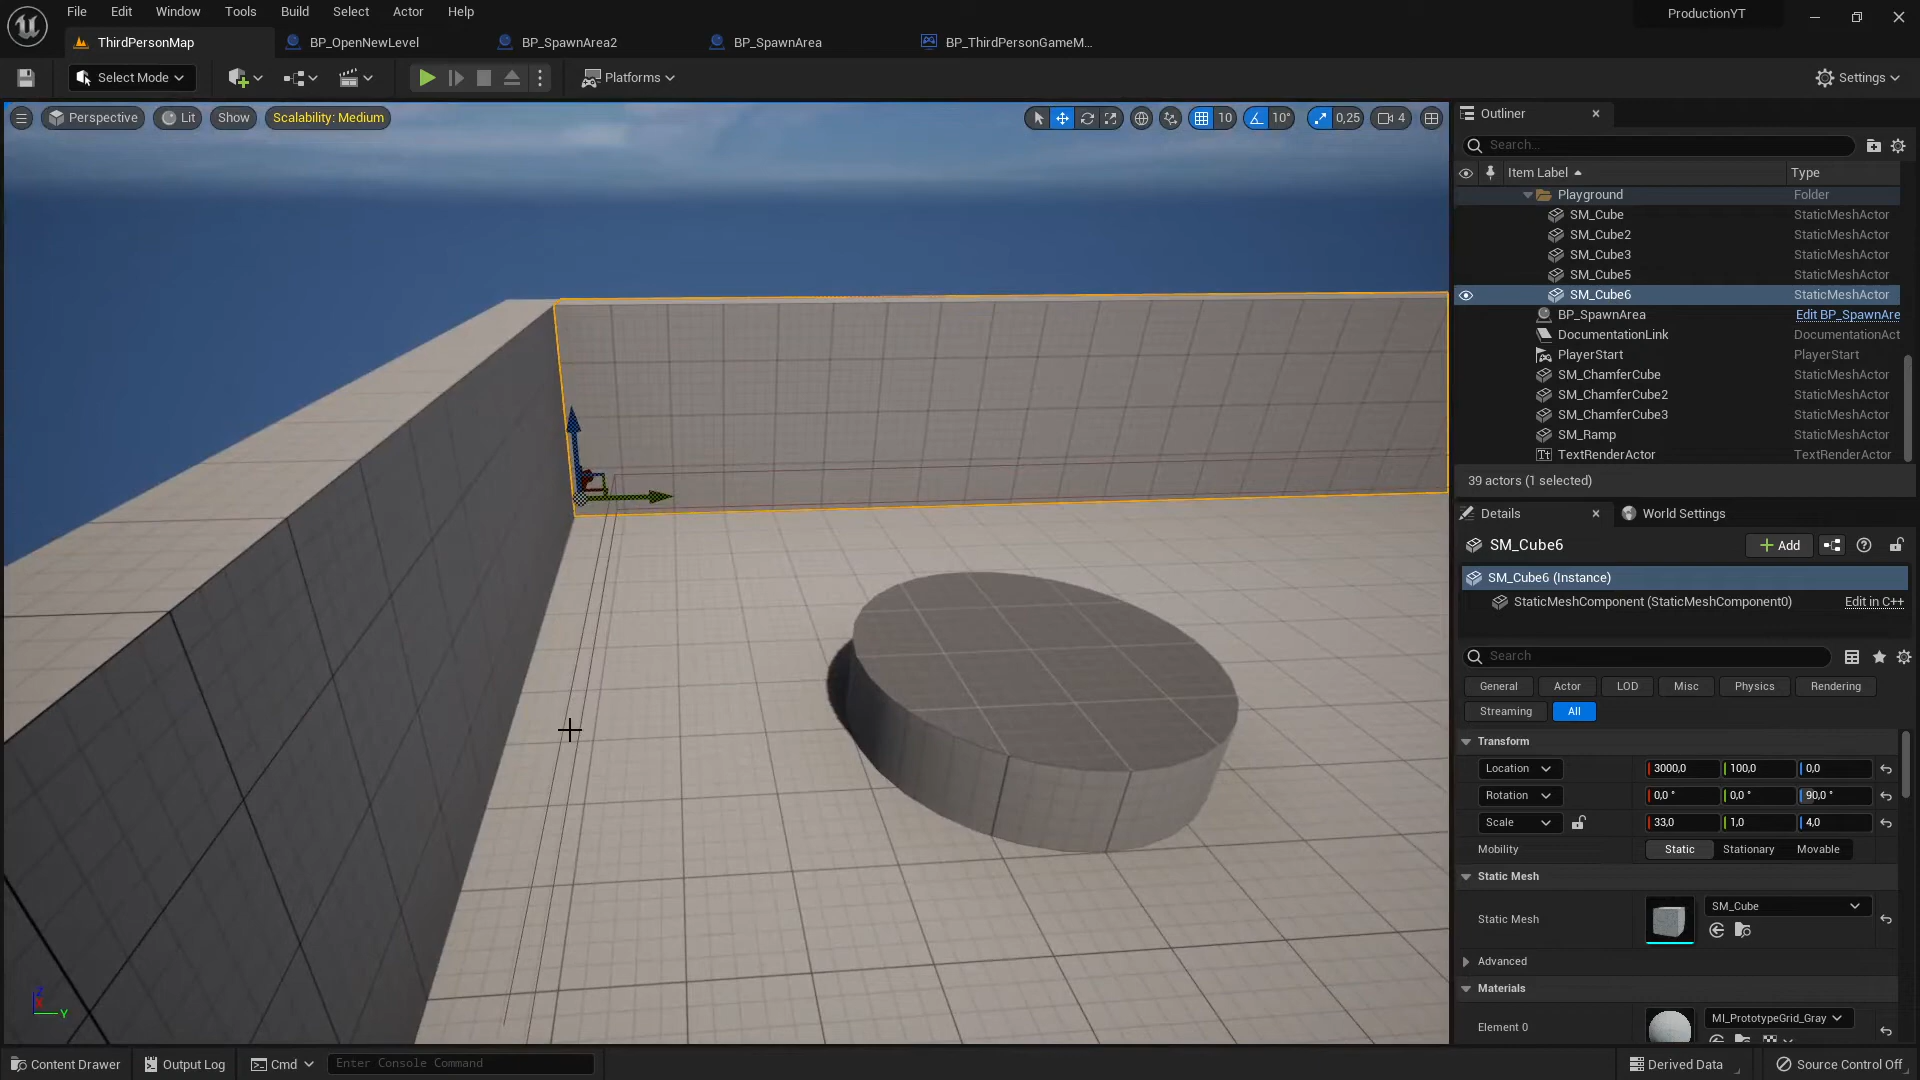 File Edit Window Tools Build Select Actor Help
ProductionYT
ThirdPersonMap
BP_OpenNewLevel
BP_SpawnArea2
BP_SpawnArea
BP_ThirdPersonGameM...
Select Mode
Platforms
Settings
Perspective
Lit
Show
Scalability: Medium
10
10°
0,25
4
Outliner
Search...
Item Label
Type
Playground Folder
SM_Cube StaticMeshActor
SM_Cube2 StaticMeshActor
SM_Cube3 StaticMeshActor
SM_Cube5 StaticMeshActor
SM_Cube6 StaticMeshActor
BP_SpawnArea Edit BP_SpawnAre
DocumentationLink DocumentationAct
PlayerStart PlayerStart
SM_ChamferCube StaticMeshActor
SM_ChamferCube2 StaticMeshActor
SM_ChamferCube3 StaticMeshActor
SM_Ramp StaticMeshActor
TextRenderActor TextRenderActor
39 actors (1 selected)
Details
World Settings
SM_Cube6
Add
SM_Cube6 (Instance)
StaticMeshComponent (StaticMeshComponent0) Edit in C++
Search
General Actor LOD Misc Physics Rendering
Streaming All
Transform
Location 3000,0 100,0 0,0
Rotation 0,0 ° 0,0 ° 90,0 °
Scale 33,0 1,0 4,0
Mobility Static Stationary Movable
Static Mesh
Static Mesh SM_Cube
Advanced
Materials
Element 0 MI_PrototypeGrid_Gray
Z
Y
Content Drawer
Output Log
Cmd
Enter Console Command
Derived Data
Source Control Off